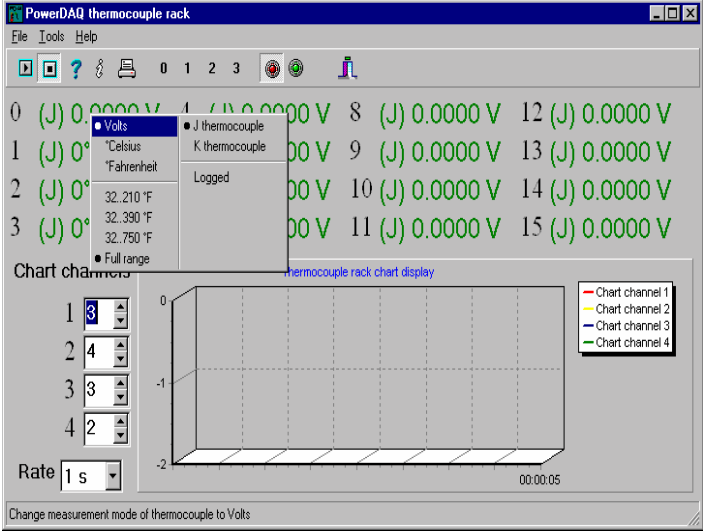 PowerDAQ thermocouple rack
File Tools Help
0 1 2 3
0 (J) 0.0000 V 4 (J) 0.0000 V 8 (J) 0.0000 V 12 (J) 0.0000 V
1 (J) 0° 00 V 9 (J) 0.0000 V 13 (J) 0.0000 V
2 (J) 0° 00 V 10 (J) 0.0000 V 14 (J) 0.0000 V
3 (J) 0° 00 V 11 (J) 0.0000 V 15 (J) 0.0000 V
Volts
°Celsius
°Fahrenheit
32..210 °F
32..390 °F
32..750 °F
Full range
J thermocouple
K thermocouple
Logged
Chart channels
1 3
2 4
3 3
4 2
Rate 1 s
Thermocouple rack chart display
0
-1
-2
00:00:05
Chart channel 1
Chart channel 2
Chart channel 3
Chart channel 4
Change measurement mode of thermocouple to Volts